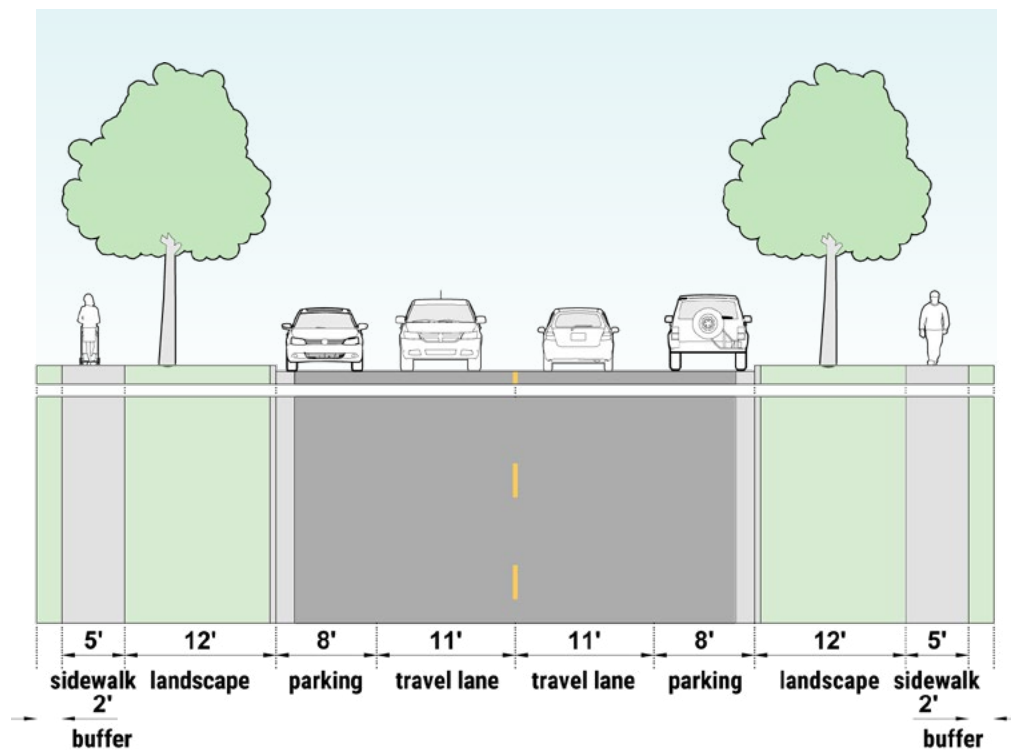 5' 12' 8' 11' 11' 8' 12' 5'
sidewalk landscape parking travel lane travel lane parking landscape sidewalk
2' 2'
buffer buffer